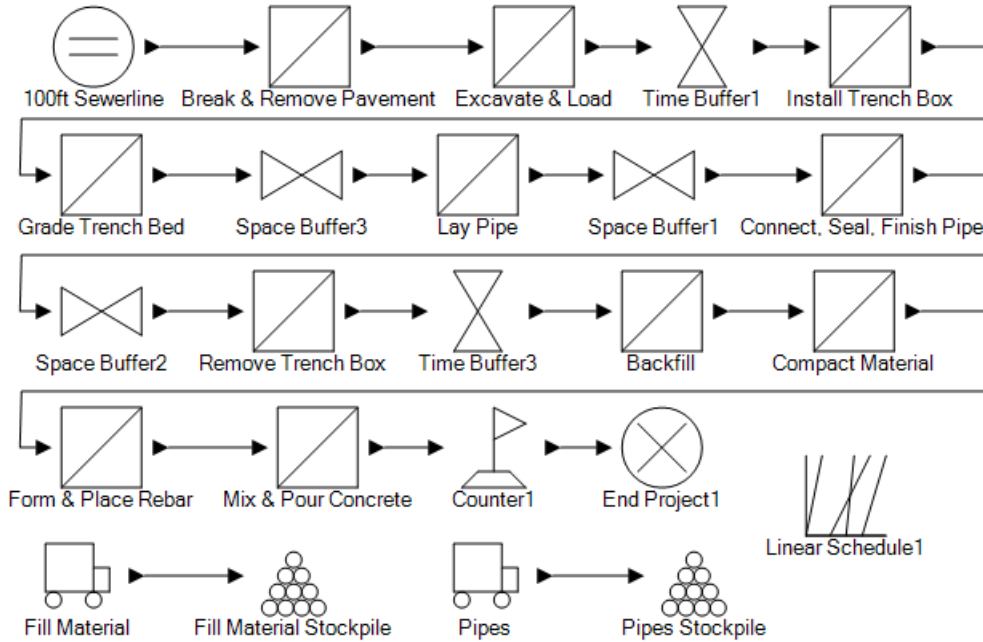 100ft Sewerline
Break & Remove Pavement
Excavate & Load
Time Buffer1
Install Trench Box
Grade Trench Bed
Space Buffer3
Lay Pipe
Space Buffer1
Connect, Seal, Finish Pipe
Space Buffer2
Remove Trench Box
Time Buffer3
Backfill
Compact Material
Form & Place Rebar
Mix & Pour Concrete
Counter1
End Project1
Linear Schedule1
Fill Material
Fill Material Stockpile
Pipes
Pipes Stockpile